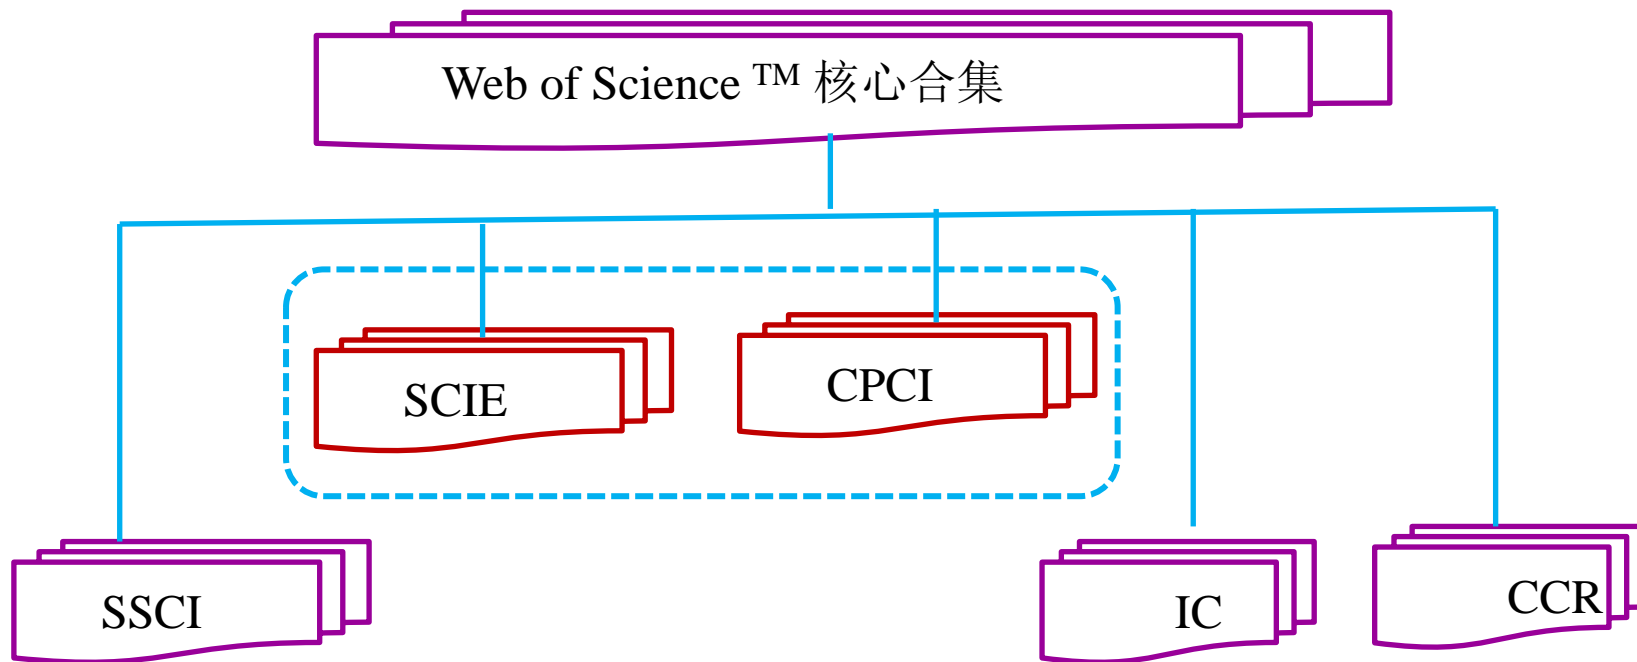 Web of Science ™ 核心合集
SCIE
CPCI
SSCI
IC
CCR